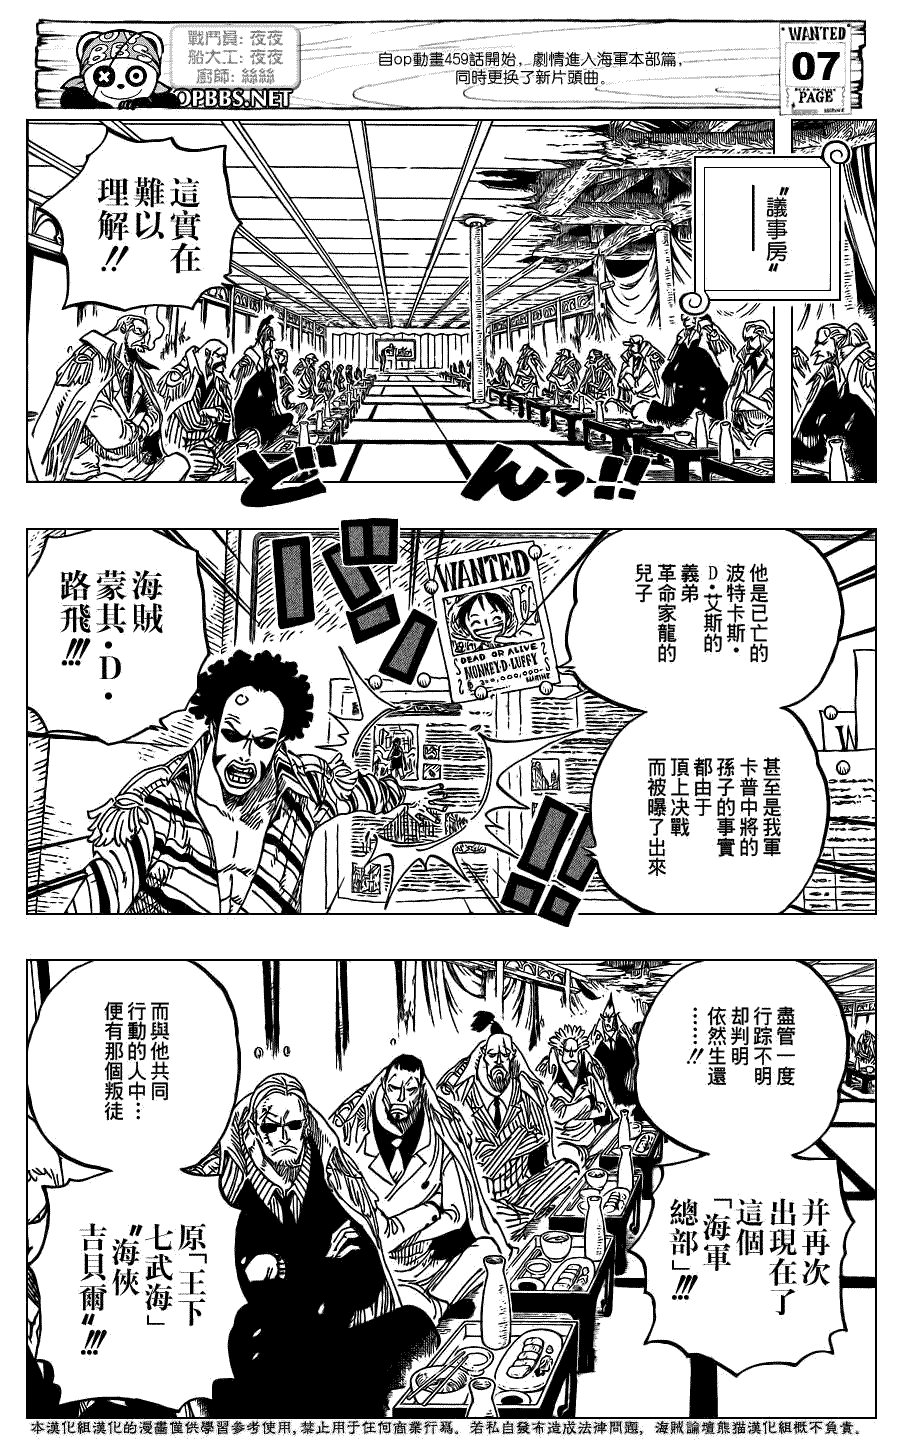 戰鬥員: 夜夜
船大工: 夜夜
廚師: 絲絲
OPBBS.NET
自op動畫459話開始，劇情進入海軍本部篇，
同時更換了新片頭曲。
WANTED
07
PAGE
"議事房"
——
這實在
難以
理解!!
どんっ!!
他是已亡的
波特卡斯·
D·艾斯的
義弟
革命家龍的
兒子
甚至是我軍
卡普中將的
孫子的事實
都由于
頂上决戰
而被曝了出來
WANTED
DEAD OR ALIVE
MONKEY·D·LUFFY
300,000,000-
MARINE
W
バン!!
海賊
蒙其·D·
路飛!!!
盡管一度
行踪不明
却判明
依然生還
……!!
并再次
出現在了
這個
「海軍
總部」!!!
而與他共同
行動的人中…
便有那個叛徒
原「王下
七武海」
"海俠"
吉貝爾"!!!
本漢化組漢化的漫畫僅供學習參考使用,禁止用于任何商業行爲。若私自發布造成法律問題，海賊論壇熊猫漢化組概不負責。